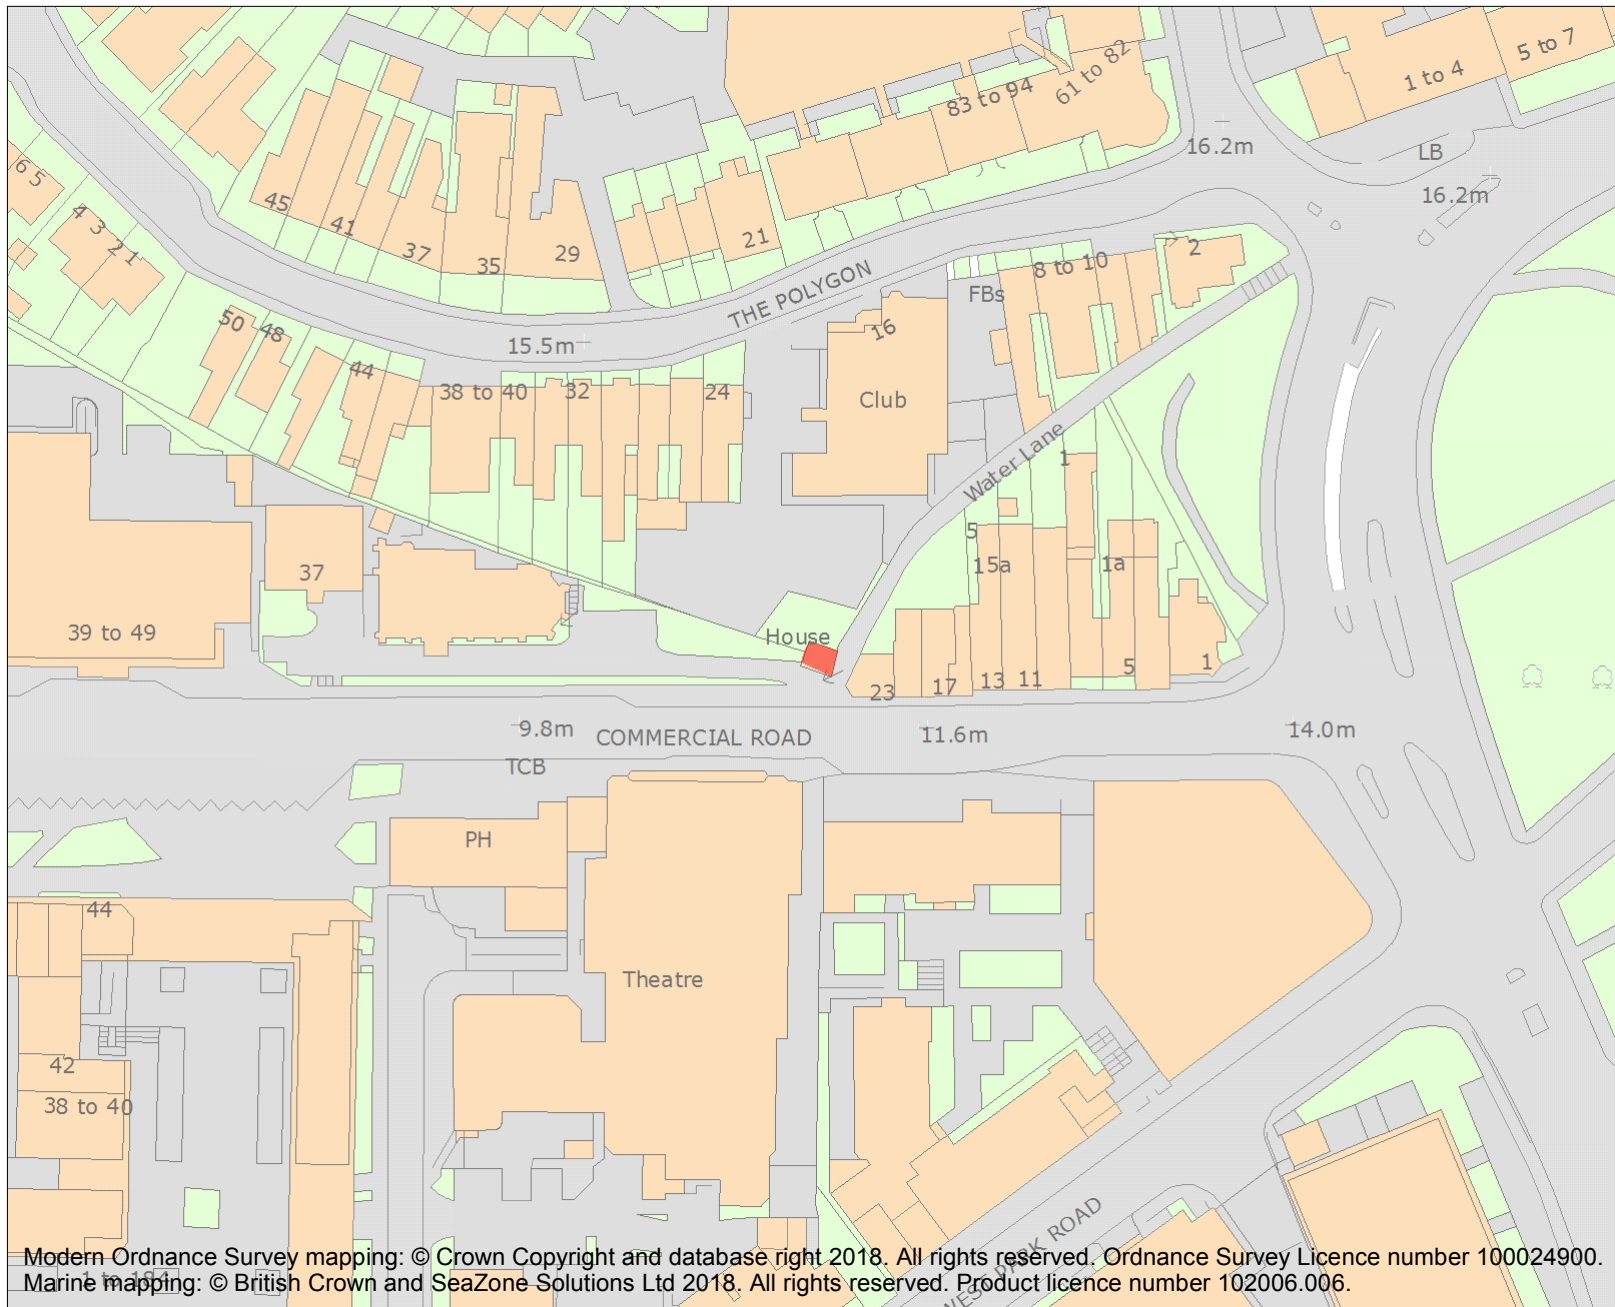 5 to 7
1 to 4
61 to 82
83 to 94
16.2m
LB
16.2m
6 5
4 3 2 1
45
41
37
35
29
21
2
8 to 10
FBs
THE POLYGON
16
15.5m
50
48
44
38 to 40
32
24
Club
Water Lane
1
5
15a
1a
37
39 to 49
House
23
17
13
11
5
1
9.8m
COMMERCIAL ROAD
11.6m
14.0m
TCB
PH
44
Theatre
42
38 to 40
WEST PARK ROAD
1 to 184
Modern Ordnance Survey mapping: © Crown Copyright and database right 2018. All rights reserved. Ordnance Survey Licence number 100024900.
Marine mapping: © British Crown and SeaZone Solutions Ltd 2018. All rights reserved. Product licence number 102006.006.